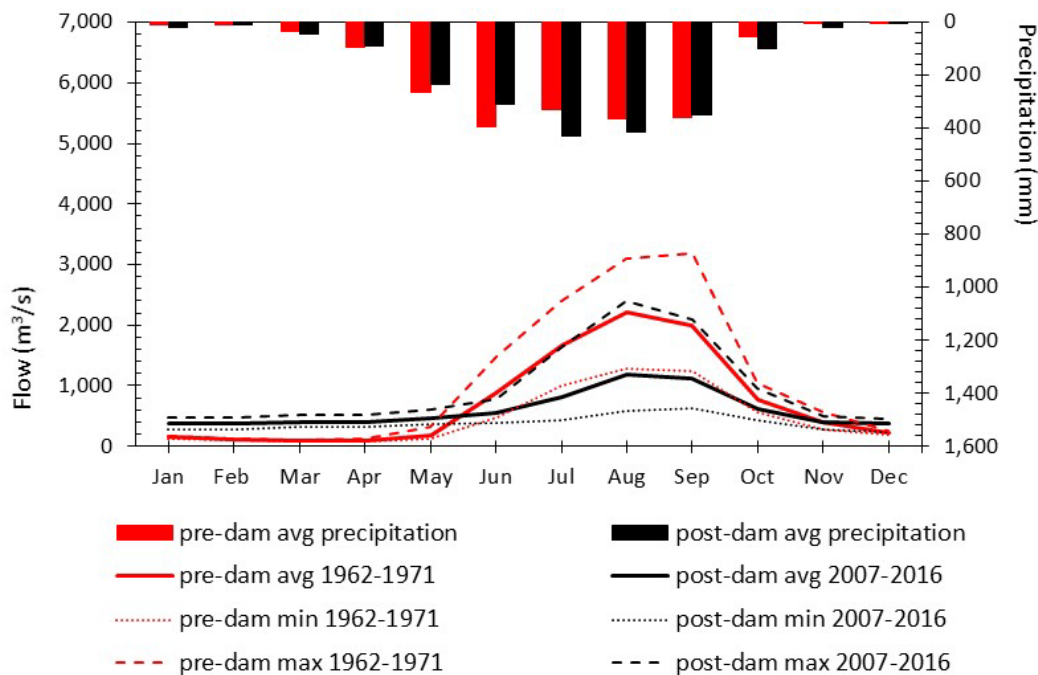 7,000
6,000
5,000
4,000
3,000
2,000
1,000
0
Flow (m³/s)
0
200
400
600
800
1,000
1,200
1,400
1,600
Precipitation (mm)
Jan Feb Mar Apr May Jun Jul Aug Sep Oct Nov Dec
pre-dam avg precipitation
post-dam avg precipitation
pre-dam avg 1962-1971
post-dam avg 2007-2016
pre-dam min 1962-1971
post-dam min 2007-2016
pre-dam max 1962-1971
post-dam max 2007-2016